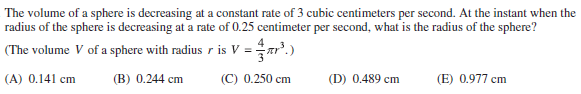 The volume of a sphere is decreasing at a constant rate of 3 cubic centimeters per second. At the instant when the
radius of the sphere is decreasing at a rate of 0.25 centimeter per second, what is the radius of the sphere?
(The volume V of a sphere with radius r is V = 4/3 πr³.)
(A) 0.141 cm (B) 0.244 cm (C) 0.250 cm (D) 0.489 cm (E) 0.977 cm